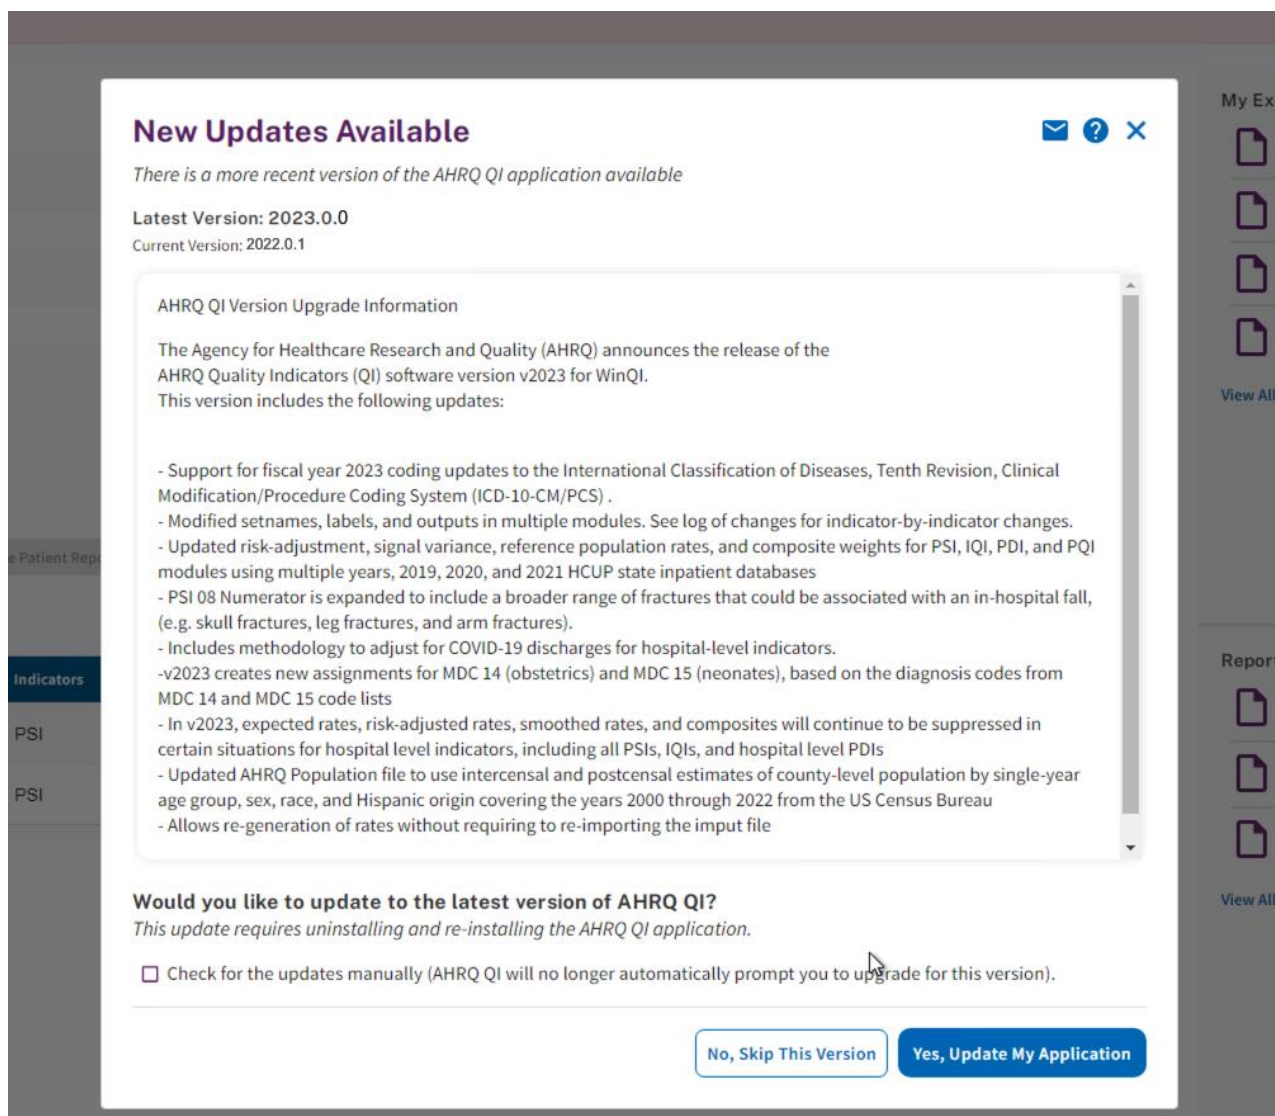 New Updates Available
There is a more recent version of the AHRQ QI application available
Latest Version: 2023.0.0
Current Version: 2022.0.1
AHRQ QI Version Upgrade Information
The Agency for Healthcare Research and Quality (AHRQ) announces the release of the
AHRQ Quality Indicators (QI) software version v2023 for WinQI.
This version includes the following updates:
- Support for fiscal year 2023 coding updates to the International Classification of Diseases, Tenth Revision, Clinical
Modification/Procedure Coding System (ICD-10-CM/PCS) .
- Modified setnames, labels, and outputs in multiple modules. See log of changes for indicator-by-indicator changes.
- Updated risk-adjustment, signal variance, reference population rates, and composite weights for PSI, IQI, PDI, and PQI
modules using multiple years, 2019, 2020, and 2021 HCUP state inpatient databases
- PSI 08 Numerator is expanded to include a broader range of fractures that could be associated with an in-hospital fall,
(e.g. skull fractures, leg fractures, and arm fractures).
- Includes methodology to adjust for COVID-19 discharges for hospital-level indicators.
-v2023 creates new assignments for MDC 14 (obstetrics) and MDC 15 (neonates), based on the diagnosis codes from
MDC 14 and MDC 15 code lists
- In v2023, expected rates, risk-adjusted rates, smoothed rates, and composites will continue to be suppressed in
certain situations for hospital level indicators, including all PSIs, IQIs, and hospital level PDIs
- Updated AHRQ Population file to use intercensal and postcensal estimates of county-level population by single-year
age group, sex, race, and Hispanic origin covering the years 2000 through 2022 from the US Census Bureau
- Allows re-generation of rates without requiring to re-importing the imput file
Would you like to update to the latest version of AHRQ QI?
This update requires uninstalling and re-installing the AHRQ QI application.
Check for the updates manually (AHRQ QI will no longer automatically prompt you to upgrade for this version).
No, Skip This Version
Yes, Update My Application
e Patient Repo
Indicators
PSI
PSI
My Ex
View All
Report
View All